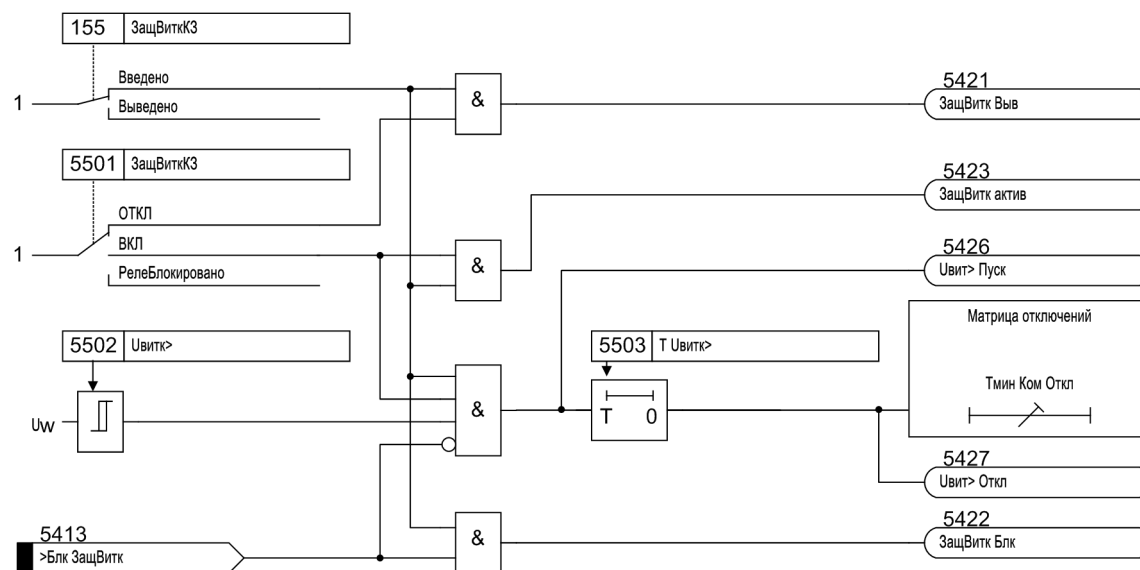 155 ЗащВиткКЗ
Введено
1
Выведено
&
5421
ЗащВитк Выв
5501 ЗащВиткКЗ
ОТКЛ
1
ВКЛ
РелеБлокировано
&
5423
ЗащВитк актив
5426
Uвит> Пуск
Матрица отключений
Tмин Ком Откл
5502 Uвитк>
5503 T Uвитк>
Uw
&
T 0
5427
Uвит> Откл
5413
>Блк ЗащВитк
&
5422
ЗащВитк Блк